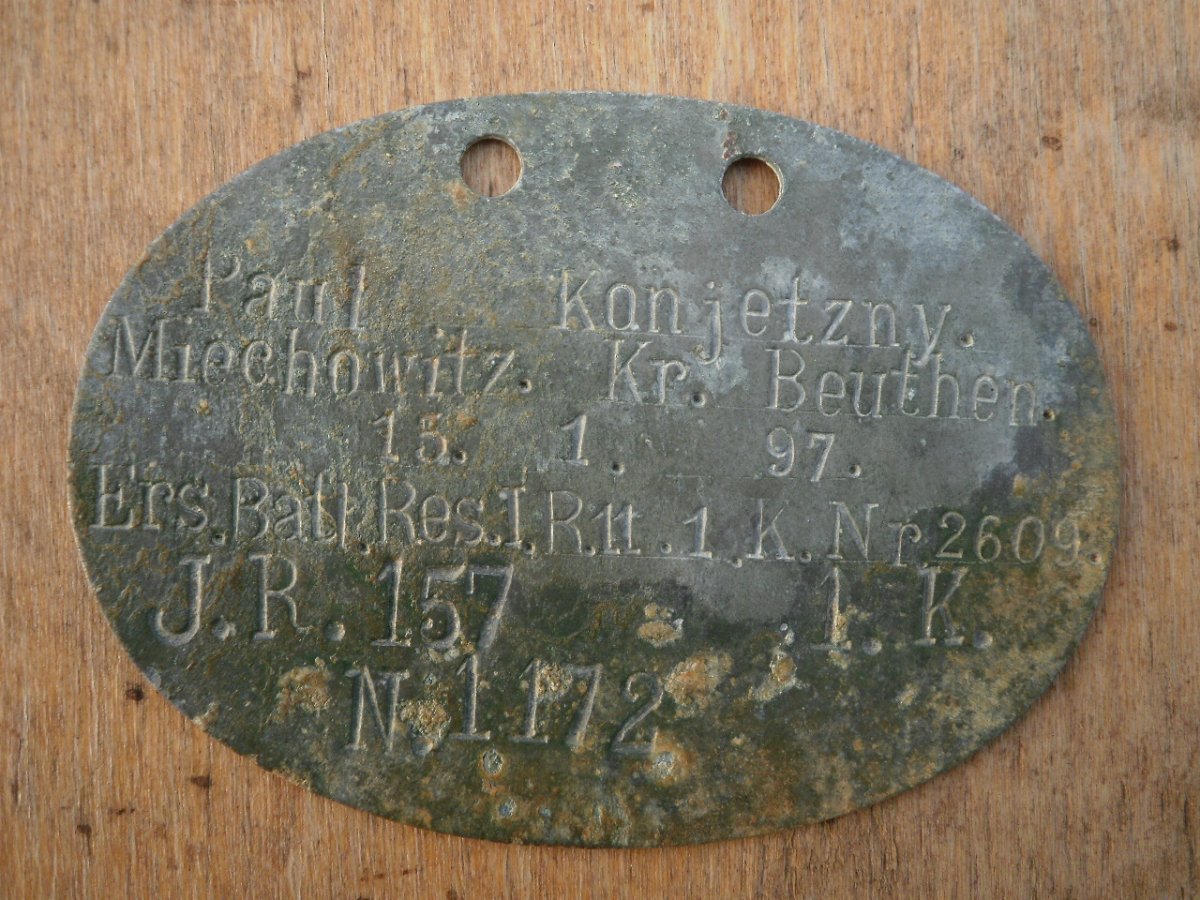 Paul Konjetzny.
Miechowitz. Kr. Beuthen.
15. 1. 97.
Ers.Batl.Res.I.R.11.1.K.Nr.2609.
J.R.157 1.K.
N 1172